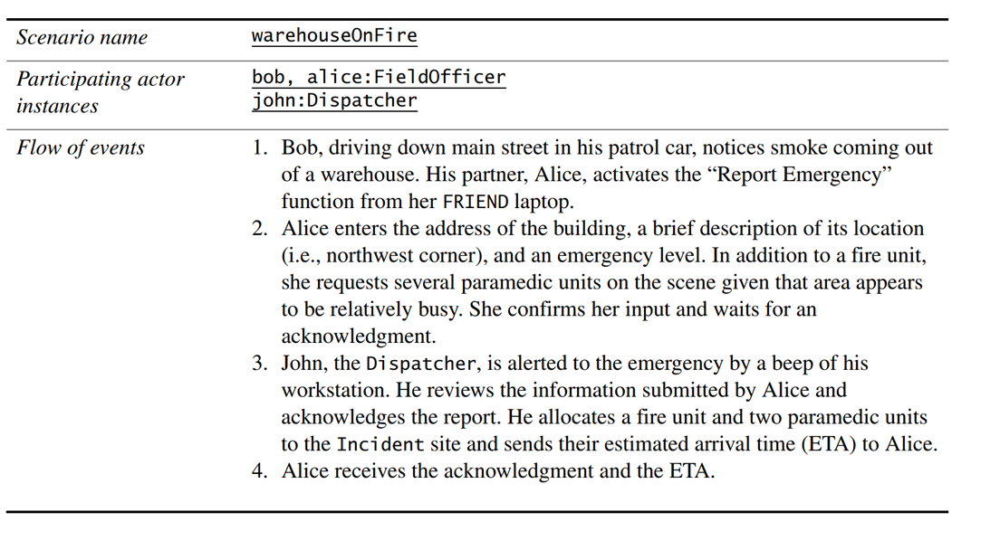 Scenario name warehouseOnFire
Participating actor instances
bob, alice:FieldOfficer
john:Dispatcher
Flow of events
1. Bob, driving down main street in his patrol car, notices smoke coming out
of a warehouse. His partner, Alice, activates the “Report Emergency”
function from her FRIEND laptop.
2. Alice enters the address of the building, a brief description of its location
(i.e., northwest corner), and an emergency level. In addition to a fire unit,
she requests several paramedic units on the scene given that area appears
to be relatively busy. She confirms her input and waits for an
acknowledgment.
3. John, the Dispatcher, is alerted to the emergency by a beep of his
workstation. He reviews the information submitted by Alice and
acknowledges the report. He allocates a fire unit and two paramedic units
to the Incident site and sends their estimated arrival time (ETA) to Alice.
4. Alice receives the acknowledgment and the ETA.